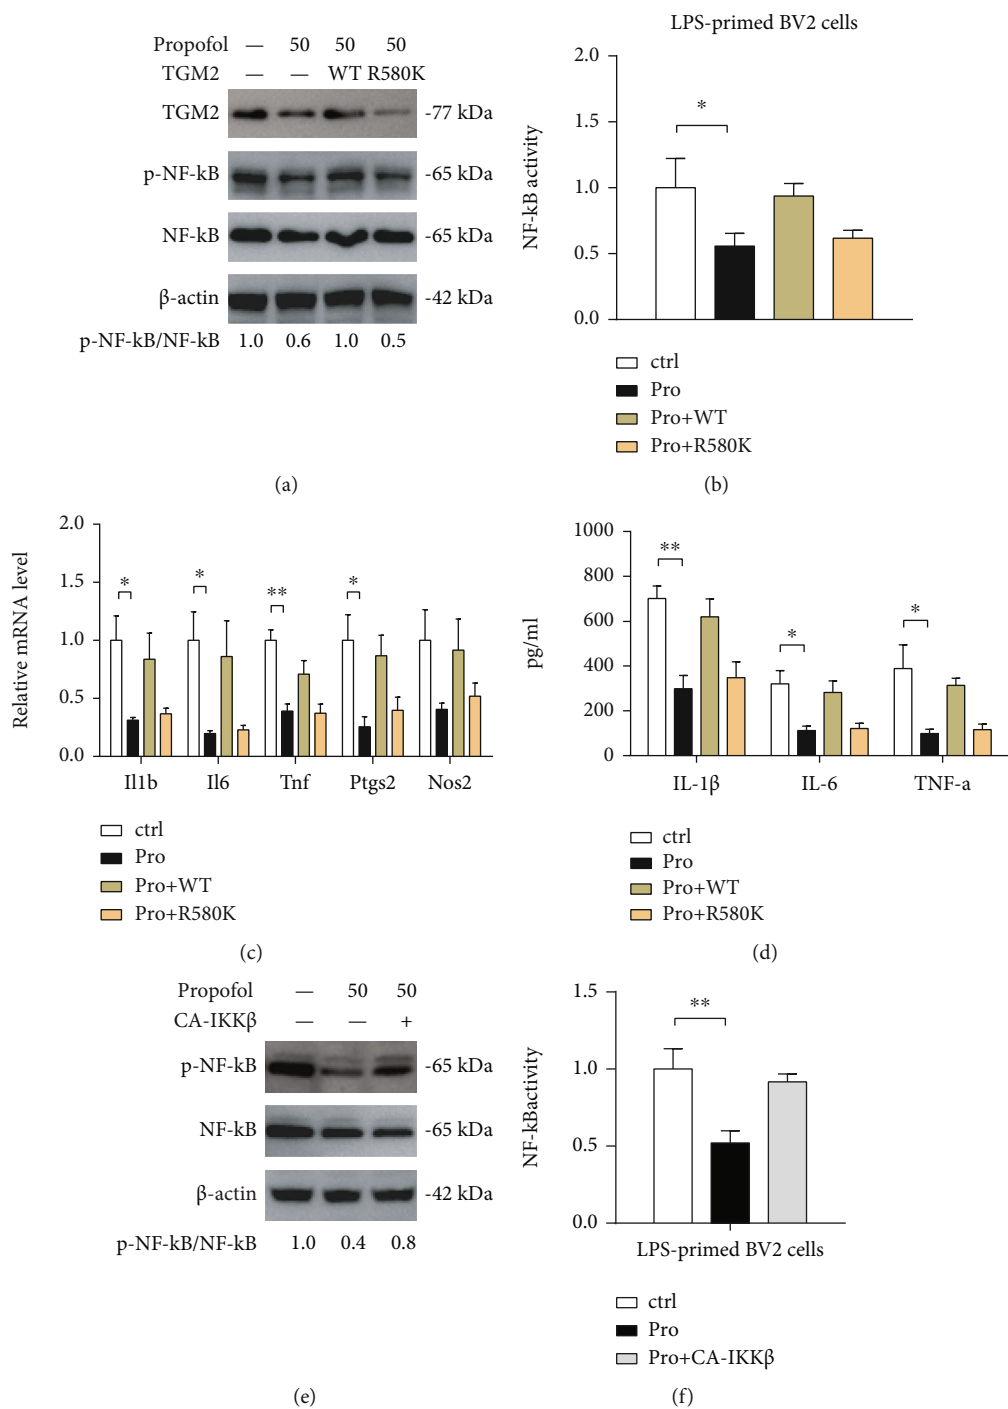 Propofol — 50 50 50
TGM2 — — WT R580K
TGM2 -77 kDa
p-NF-kB -65 kDa
NF-kB -65 kDa
β-actin -42 kDa
p-NF-kB/NF-kB 1.0 0.6 1.0 0.5
(a)
LPS-primed BV2 cells
NF-kB activity
2.0
1.5
1.0
0.5
0.0
*
ctrl
Pro
Pro+WT
Pro+R580K
(b)
Relative mRNA level
2.0
1.5
1.0
0.5
0.0
* * ** *
Il1b Il6 Tnf Ptgs2 Nos2
ctrl
Pro
Pro+WT
Pro+R580K
(c)
pg/ml
1000
800
600
400
200
0
** * *
IL-1β IL-6 TNF-a
ctrl
Pro
Pro+WT
Pro+R580K
(d)
Propofol — 50 50
CA-IKKβ — — +
p-NF-kB -65 kDa
NF-kB -65 kDa
β-actin -42 kDa
p-NF-kB/NF-kB 1.0 0.4 0.8
(e)
NF-kBactivity
1.5
1.0
0.5
0.0
**
LPS-primed BV2 cells
ctrl
Pro
Pro+CA-IKKβ
(f)